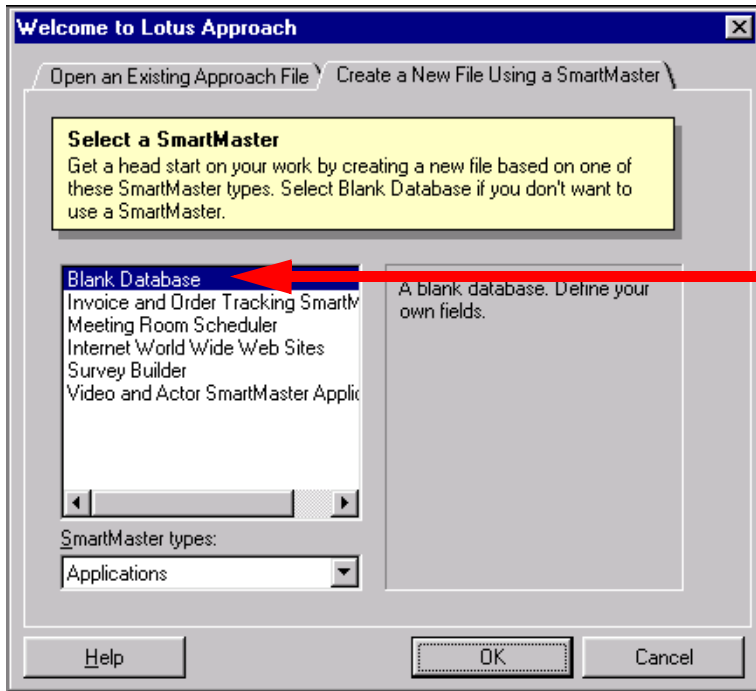 Welcome to Lotus Approach
Open an Existing Approach File
Create a New File Using a SmartMaster
Select a SmartMaster
Get a head start on your work by creating a new file based on one of
these SmartMaster types. Select Blank Database if you don't want to
use a SmartMaster.
Blank Database
Invoice and Order Tracking SmartM
Meeting Room Scheduler
Internet World Wide Web Sites
Survey Builder
Video and Actor SmartMaster Applic
A blank database. Define your
own fields.
SmartMaster types:
Applications
Help
OK
Cancel